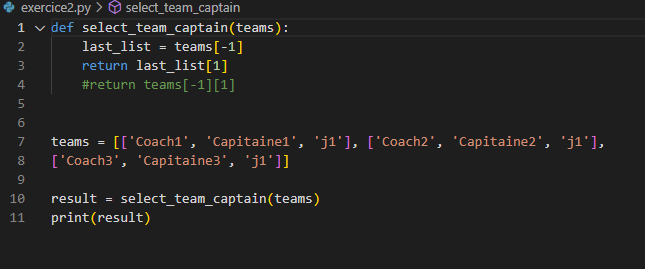 exercice2.py > select_team_captain
1 def select_team_captain(teams):
2     last_list = teams[-1]
3     return last_list[1]
4     #return teams[-1][1]
5
6
7 teams = [['Coach1', 'Capitaine1', 'j1'], ['Coach2', 'Capitaine2', 'j1'],
8 ['Coach3', 'Capitaine3', 'j1']]
9
10 result = select_team_captain(teams)
11 print(result)